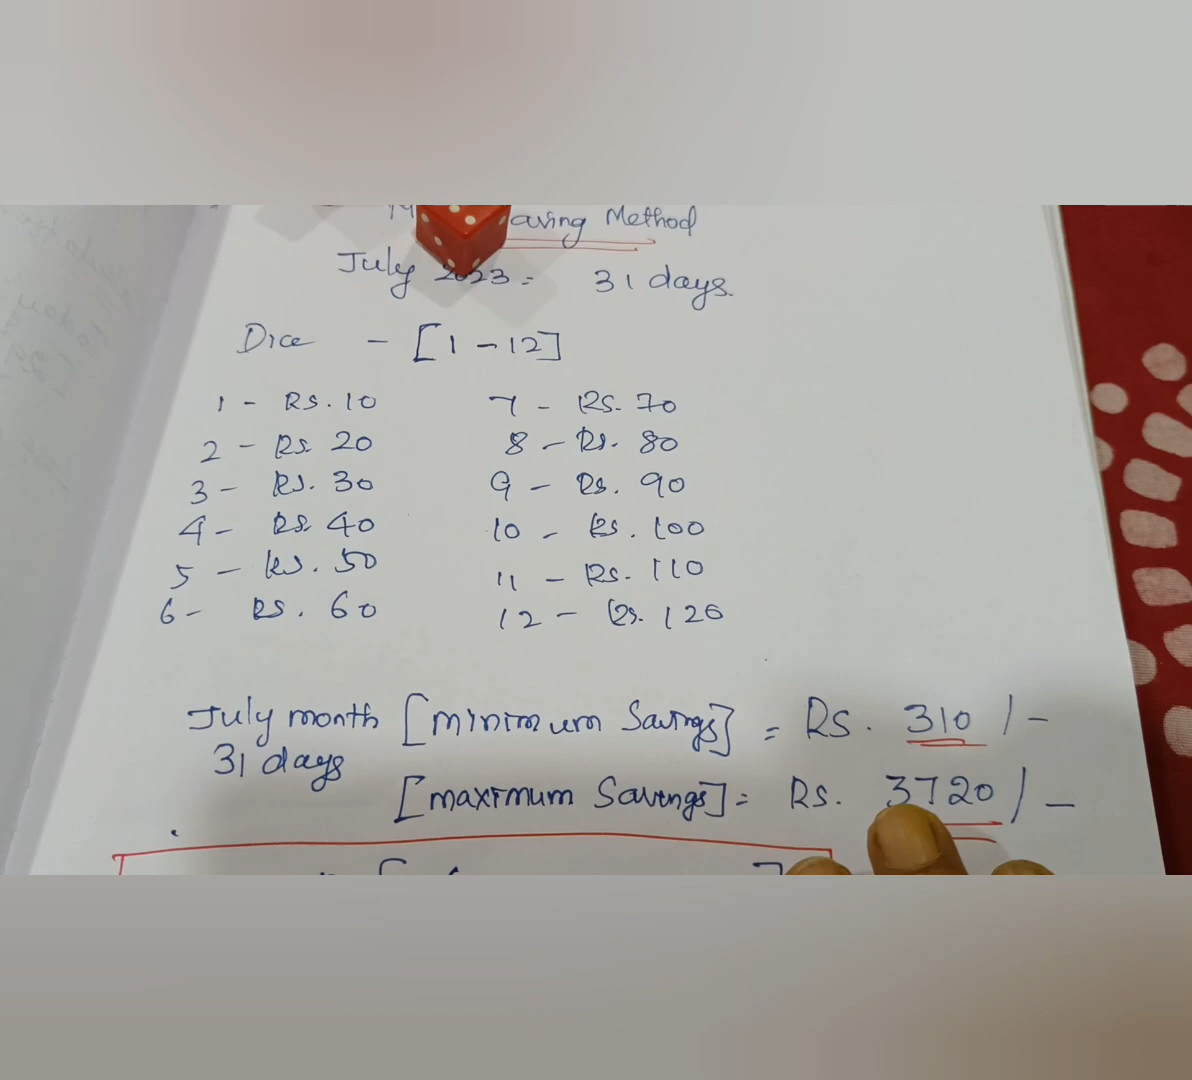 aving Method
July 2023 = 31 days.
Dice - [1 - 12]
1 - Rs. 10 7 - Rs. 70
2 - Rs. 20 8 - Rs. 80
3 - Rs. 30 9 - Rs. 90
4 - Rs. 40 10 - Rs. 100
5 - Rs. 50 11 - Rs. 110
6 - Rs. 60 12 - Rs. 120
July month [minimum Savings] = Rs. 310/-
31 days
[maximum Savings] = Rs. 3720/-